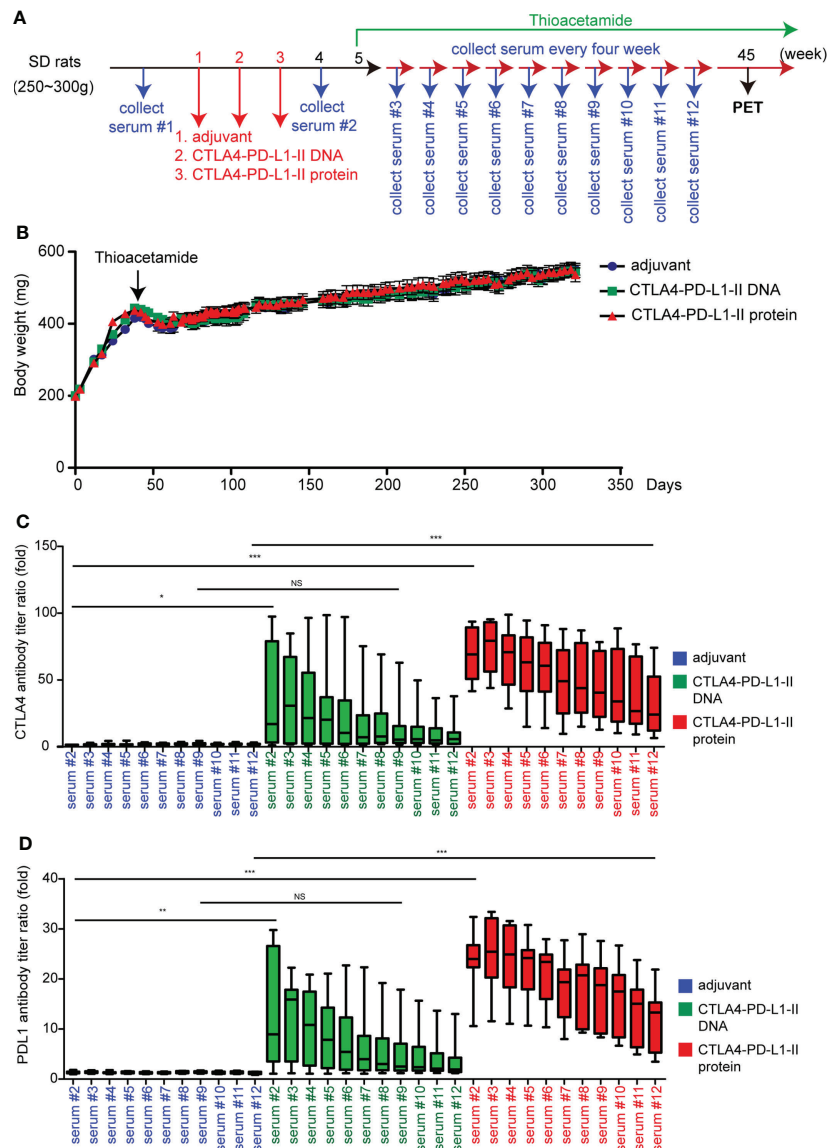 A
Thioacetamide
1 2 3 4 5 collect serum every four week 45 (week)
SD rats
(250~300g)
collect
serum #1
collect
serum #2
PET
1. adjuvant
2. CTLA4-PD-L1-II DNA
3. CTLA4-PD-L1-II protein
collect serum #3
collect serum #4
collect serum #5
collect serum #6
collect serum #7
collect serum #8
collect serum #9
collect serum #10
collect serum #11
collect serum #12
B
Body weight (mg)
600
400
200
0
Thioacetamide
adjuvant
CTLA4-PD-L1-II DNA
CTLA4-PD-L1-II protein
0 50 100 150 200 250 300 350 Days
C
CTLA4 antibody titer ratio (fold)
150
100
50
0
***
***
NS
*
adjuvant
CTLA4-PD-L1-II
DNA
CTLA4-PD-L1-II
protein
serum #2
serum #3
serum #4
serum #5
serum #6
serum #7
serum #8
serum #9
serum #10
serum #11
serum #12
serum #2
serum #3
serum #4
serum #5
serum #6
serum #7
serum #8
serum #9
serum #10
serum #11
serum #12
serum #2
serum #3
serum #4
serum #5
serum #6
serum #7
serum #8
serum #9
serum #10
serum #11
serum #12
D
PDL1 antibody titer ratio (fold)
40
30
20
10
0
***
***
NS
**
adjuvant
CTLA4-PD-L1-II
DNA
CTLA4-PD-L1-II
protein
serum #2
serum #3
serum #4
serum #5
serum #6
serum #7
serum #8
serum #9
serum #10
serum #11
serum #12
serum #2
serum #3
serum #4
serum #5
serum #6
serum #7
serum #8
serum #9
serum #10
serum #11
serum #12
serum #2
serum #3
serum #4
serum #5
serum #6
serum #7
serum #8
serum #9
serum #10
serum #11
serum #12